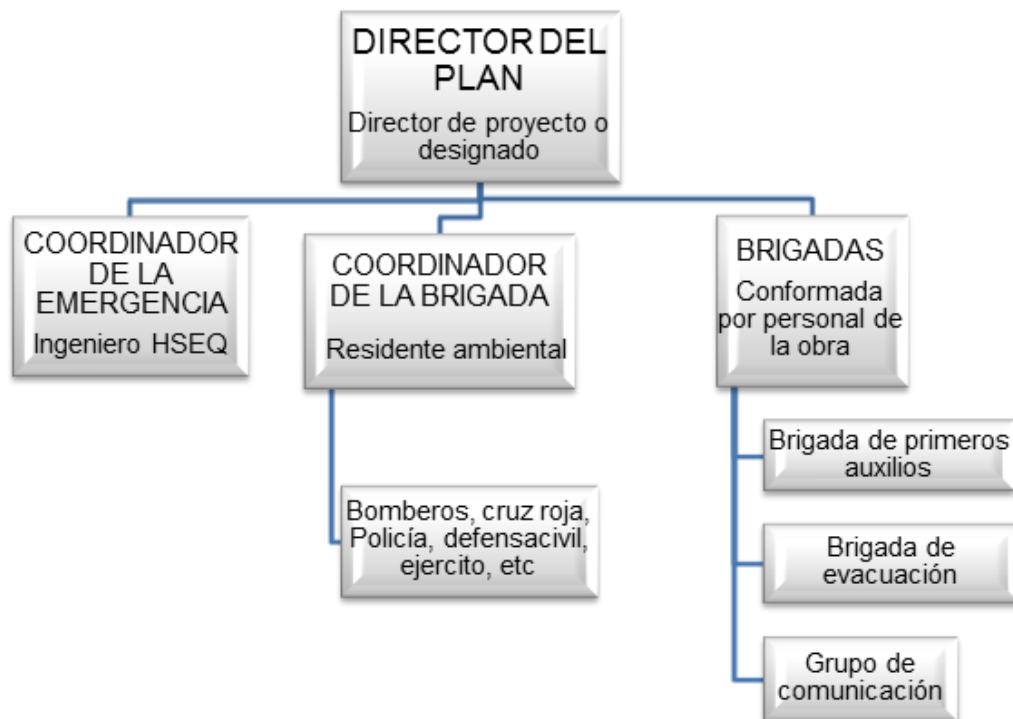 DIRECTOR DEL
PLAN
Director de proyecto o
designado
COORDINADOR
DE LA
EMERGENCIA
Ingeniero HSEQ
COORDINADOR
DE LA BRIGADA
Residente ambiental
BRIGADAS
Conformada
por personal de
la obra
Bomberos, cruz roja,
Policía, defensacivil,
ejercito, etc
Brigada de primeros
auxilios
Brigada de
evacuación
Grupo de
comunicación